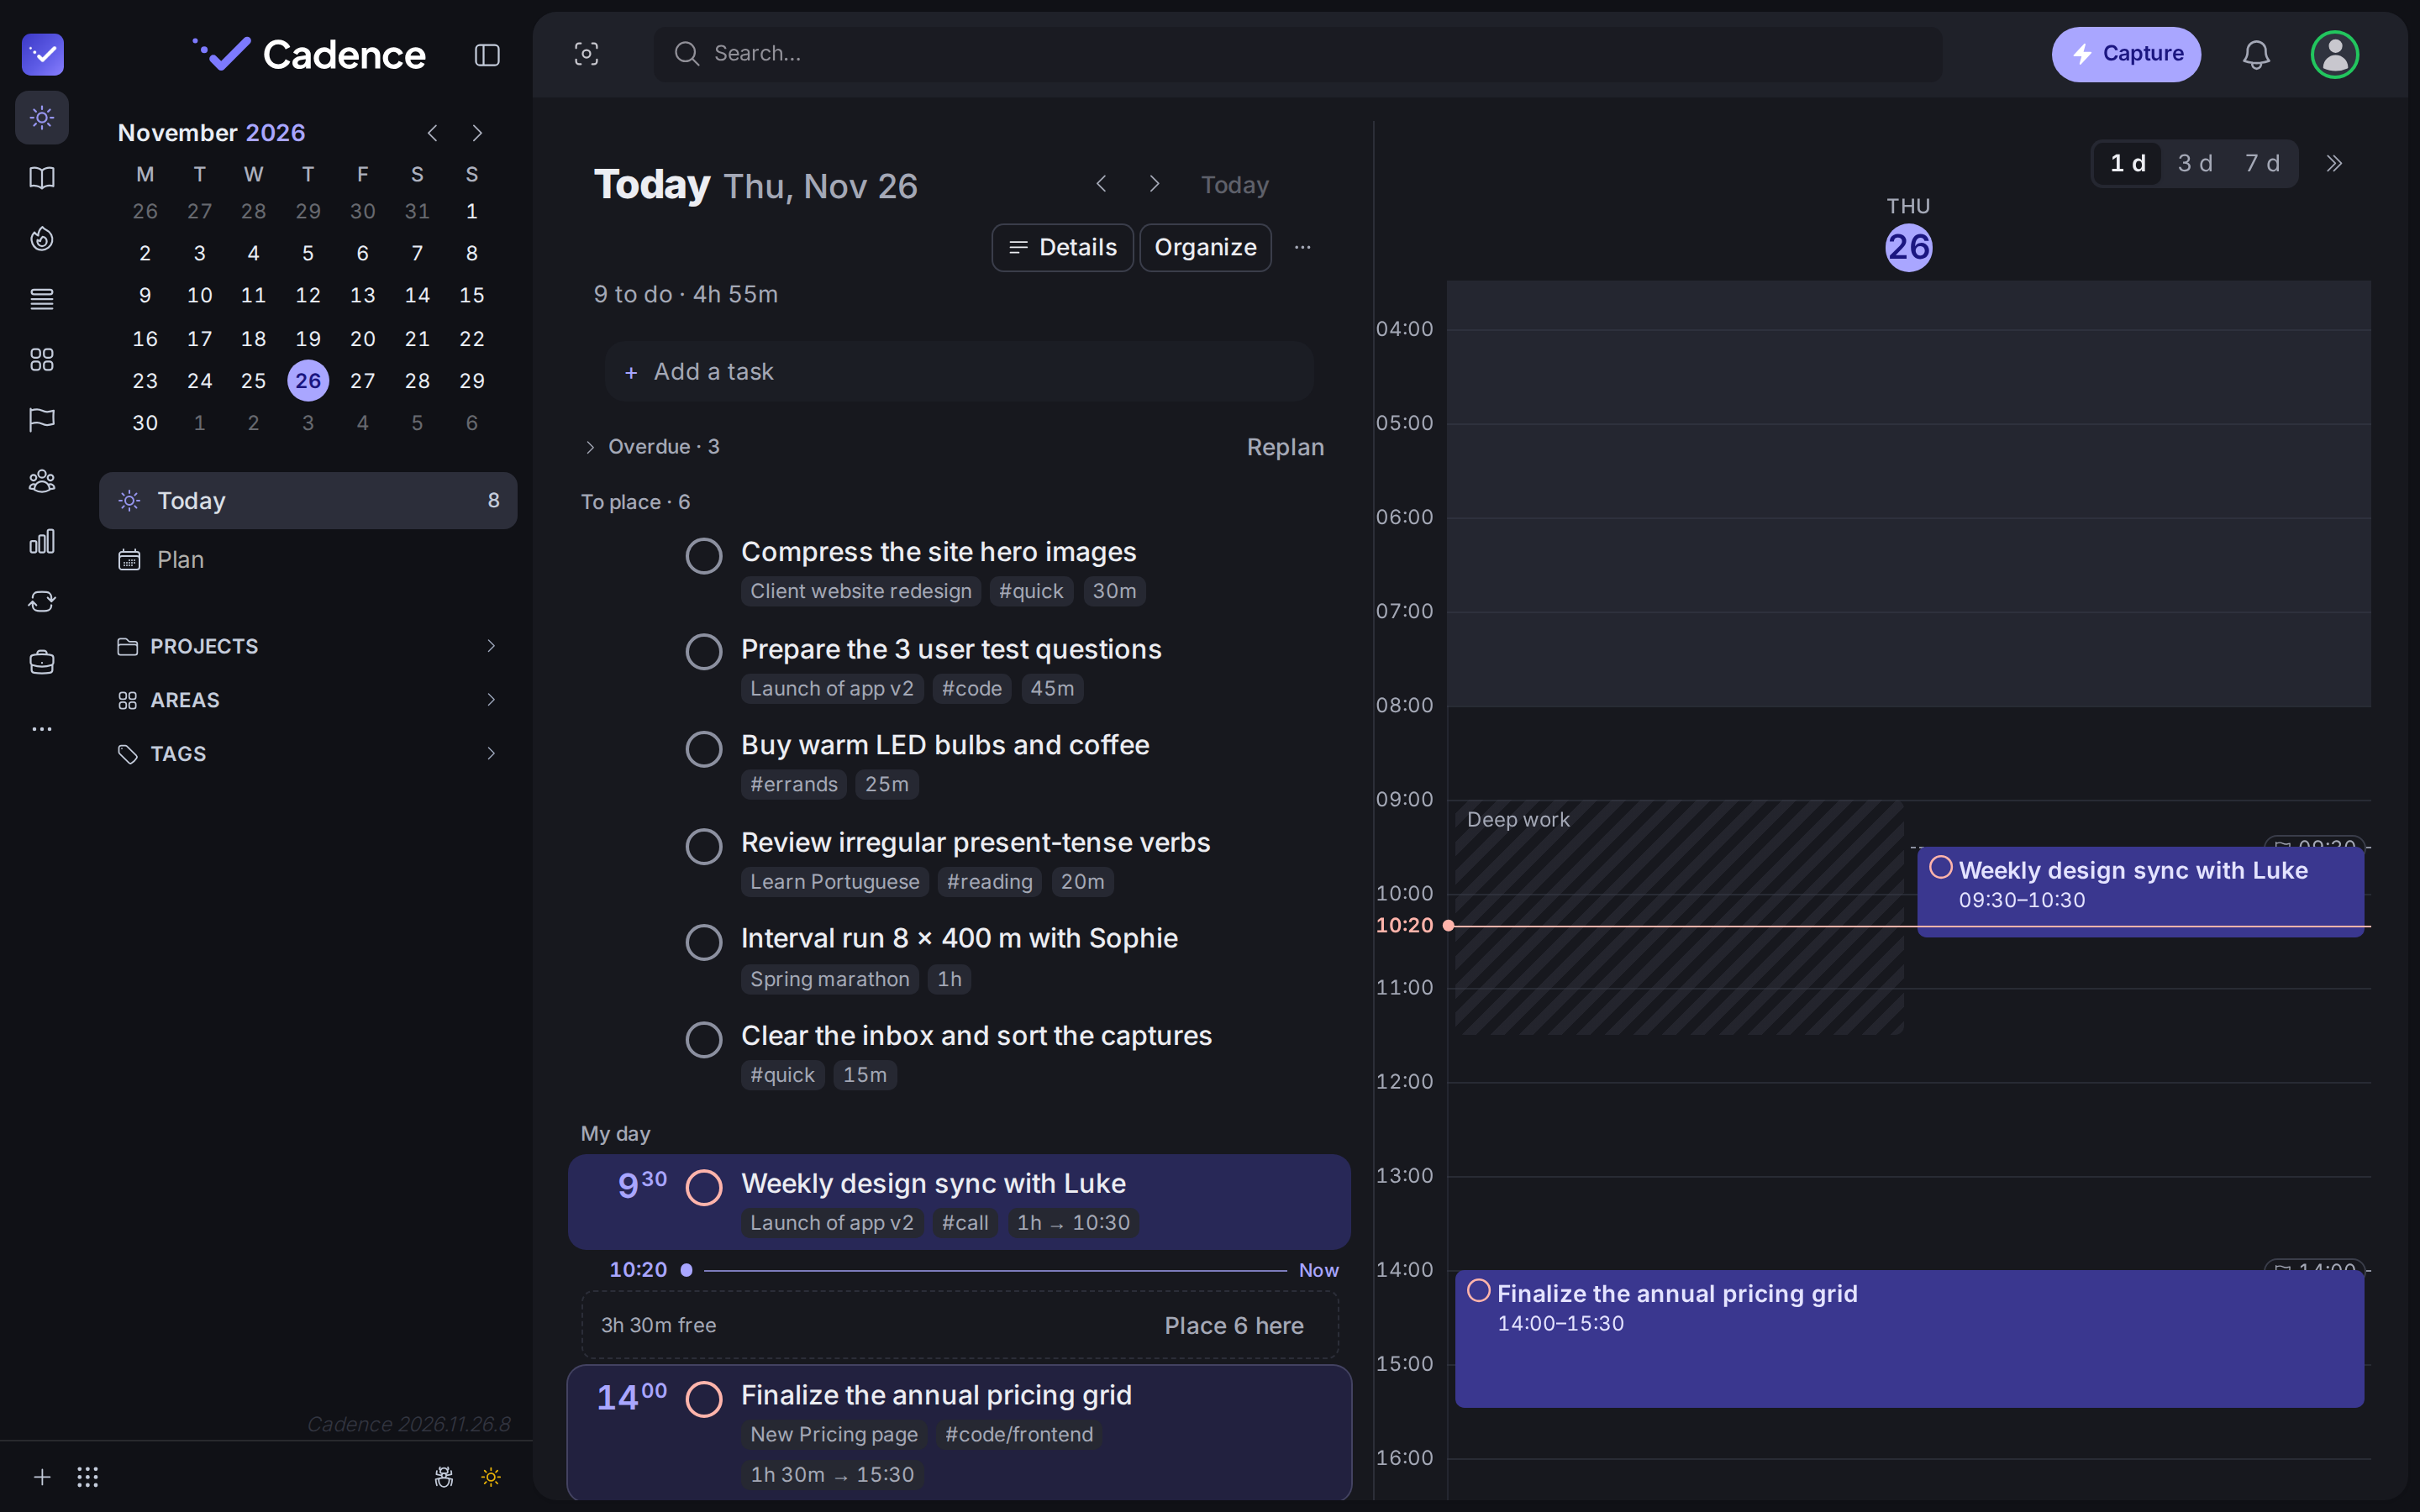 Cadence
November 2026
M T W T F S S
26 27 28 29 30 31 1
2 3 4 5 6 7 8
9 10 11 12 13 14 15
16 17 18 19 20 21 22
23 24 25 26 27 28 29
30 1 2 3 4 5 6
Today 8
Plan
PROJECTS
AREAS
TAGS
Cadence 2026.11.26.8
Search...
Capture
Today Thu, Nov 26
Today
Details
Organize
9 to do · 4h 55m
+ Add a task
Overdue · 3
Replan
To place · 6
Compress the site hero images
Client website redesign #quick 30m
Prepare the 3 user test questions
Launch of app v2 #code 45m
Buy warm LED bulbs and coffee
#errands 25m
Review irregular present-tense verbs
Learn Portuguese #reading 20m
Interval run 8 × 400 m with Sophie
Spring marathon 1h
Clear the inbox and sort the captures
#quick 15m
My day
9 30 Weekly design sync with Luke
Launch of app v2 #call 1h → 10:30
10:20 Now
3h 30m free Place 6 here
14 00 Finalize the annual pricing grid
New Pricing page #code/frontend
1h 30m → 15:30
1 d 3 d 7 d
THU
26
04:00
05:00
06:00
07:00
08:00
09:00
Deep work
09:30
Weekly design sync with Luke
09:30–10:30
10:00
10:20
11:00
12:00
13:00
14:00
14:00
Finalize the annual pricing grid
14:00–15:30
15:00
16:00